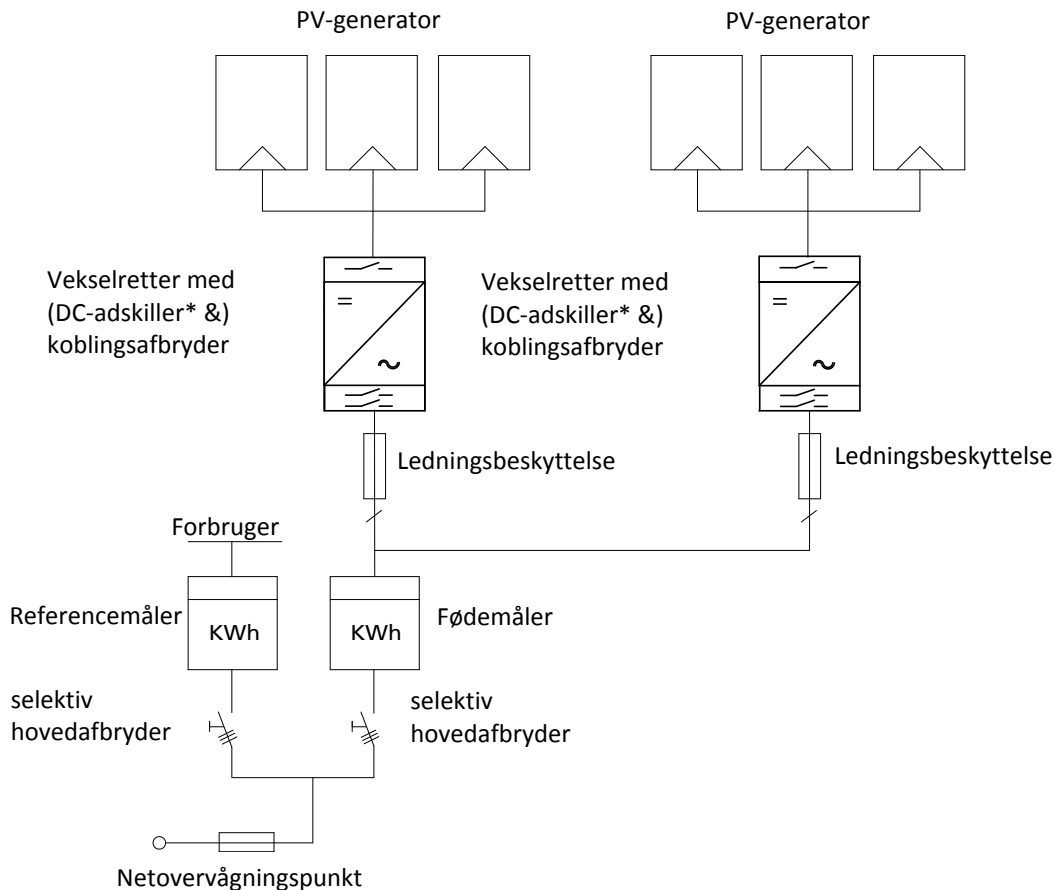 PV-generator
PV-generator
Vekselretter med
(DC-adskiller* &)
koblingsafbryder
Vekselretter med
(DC-adskiller* &)
koblingsafbryder
=
=
~
~
Ledningsbeskyttelse
Ledningsbeskyttelse
Forbruger
Referencemåler
KWh
KWh
Fødemåler
selektiv
hovedafbryder
selektiv
hovedafbryder
Netovervågningspunkt